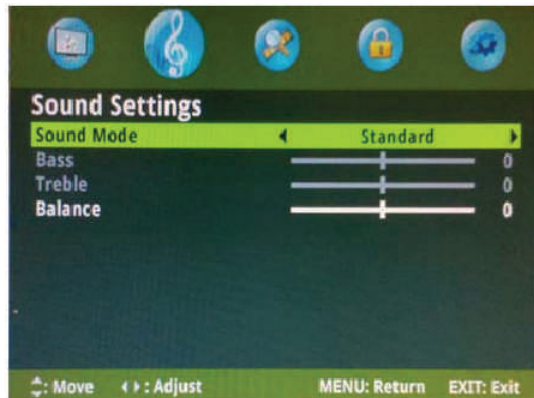 Sound Settings
Sound Mode Standard
Bass 0
Treble 0
Balance 0
: Move : Adjust MENU: Return EXIT: Exit